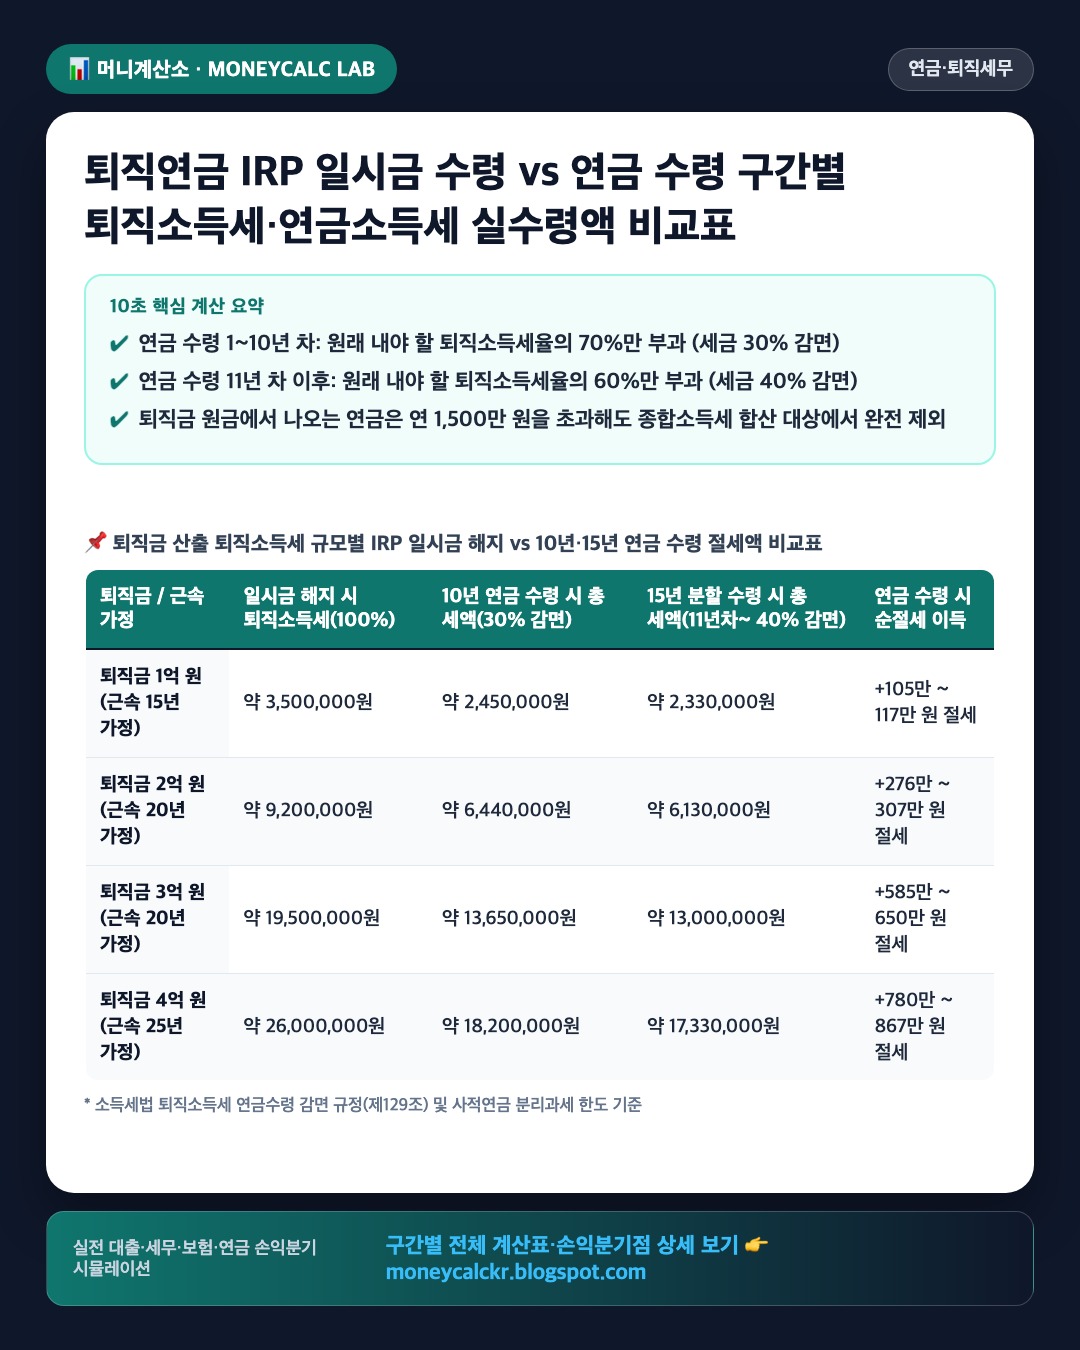 📊 머니계산소 · MONEYCALC LAB
연금·퇴직세무
퇴직연금 IRP 일시금 수령 vs 연금 수령 구간별
퇴직소득세·연금소득세 실수령액 비교표
10초 핵심 계산 요약
✔ 연금 수령 1~10년 차: 원래 내야 할 퇴직소득세율의 70%만 부과 (세금 30% 감면)
✔ 연금 수령 11년 차 이후: 원래 내야 할 퇴직소득세율의 60%만 부과 (세금 40% 감면)
✔ 퇴직금 원금에서 나오는 연금은 연 1,500만 원을 초과해도 종합소득세 합산 대상에서 완전 제외
📌 퇴직금 산출 퇴직소득세 규모별 IRP 일시금 해지 vs 10년·15년 연금 수령 절세액 비교표
퇴직금 / 근속
가정
일시금 해지 시
퇴직소득세(100%)
10년 연금 수령 시 총
세액(30% 감면)
15년 분할 수령 시 총
세액(11년차~ 40% 감면)
연금 수령 시
순절세 이득
퇴직금 1억 원
(근속 15년
가정)
약 3,500,000원
약 2,450,000원
약 2,330,000원
+105만 ~
117만 원 절세
퇴직금 2억 원
(근속 20년
가정)
약 9,200,000원
약 6,440,000원
약 6,130,000원
+276만 ~
307만 원
절세
퇴직금 3억 원
(근속 20년
가정)
약 19,500,000원
약 13,650,000원
약 13,000,000원
+585만 ~
650만 원
절세
퇴직금 4억 원
(근속 25년
가정)
약 26,000,000원
약 18,200,000원
약 17,330,000원
+780만 ~
867만 원
절세
* 소득세법 퇴직소득세 연금수령 감면 규정(제129조) 및 사적연금 분리과세 한도 기준
실전 대출·세무·보험·연금 손익분기
시뮬레이션
구간별 전체 계산표·손익분기점 상세 보기 👉
moneycalckr.blogspot.com